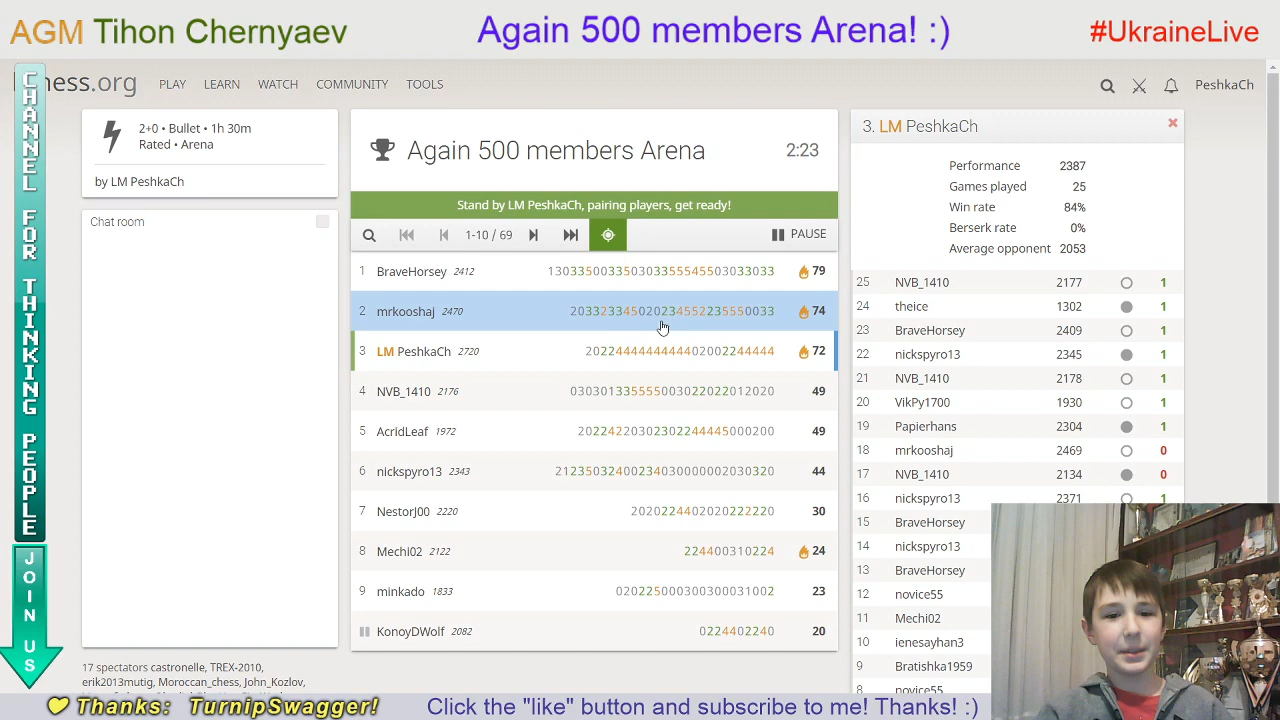 AGM Tihon Chernyaev
Again 500 members Arena! :)
#UkraineLive
CHANNEL FOR THINKING PEOPLE
JOIN US
hess.org
PLAY LEARN WATCH COMMUNITY TOOLS
PeshkaCh
2+0 • Bullet • 1h 30m
Rated • Arena
by LM PeshkaCh
Chat room
17 spectators castronelle, TREX-2010,
erik2013mutig, Moroccan_chess, John_Kozlov,
Again 500 members Arena 2:23
Stand by LM PeshkaCh, pairing players, get ready!
1-10 / 69 PAUSE
1 BraveHorsey 2412 130335003350303355545503033033 79
2 mrkooshaj 2470 203323345020234552235550033 74
3 LM PeshkaCh 2720 2022444444444402002244444 72
4 NVB_1410 2176 030301335555003022022012020 49
5 AcridLeaf 1972 20224220302302244445000200 49
6 nickspyro13 2343 21235032400234030000002030320 44
7 NestorJ00 2220 2020224402020222220 30
8 Mechi02 2122 224400310224 24
9 minkado 1833 020225000300300031002 23
KonoyDWolf 2082 0224402240 20
3. LM PeshkaCh
Performance 2387
Games played 25
Win rate 84%
Berserk rate 0%
Average opponent 2053
25 NVB_1410 2177 1
24 theice 1302 1
23 BraveHorsey 2409 1
22 nickspyro13 2345 1
21 NVB_1410 2178 1
20 VikPy1700 1930 1
19 Papierhans 2304 1
18 mrkooshaj 2469 0
17 NVB_1410 2134 0
16 nickspyro13 2371 1
15 BraveHorsey
14 nickspyro13
13 BraveHorsey
12 novice55
11 Mechi02
10 ienesayhan3
9 Bratishka1959
8 novice55
Thanks: TurnipSwagger!
Click the "like" button and subscribe to me! Thanks! :)